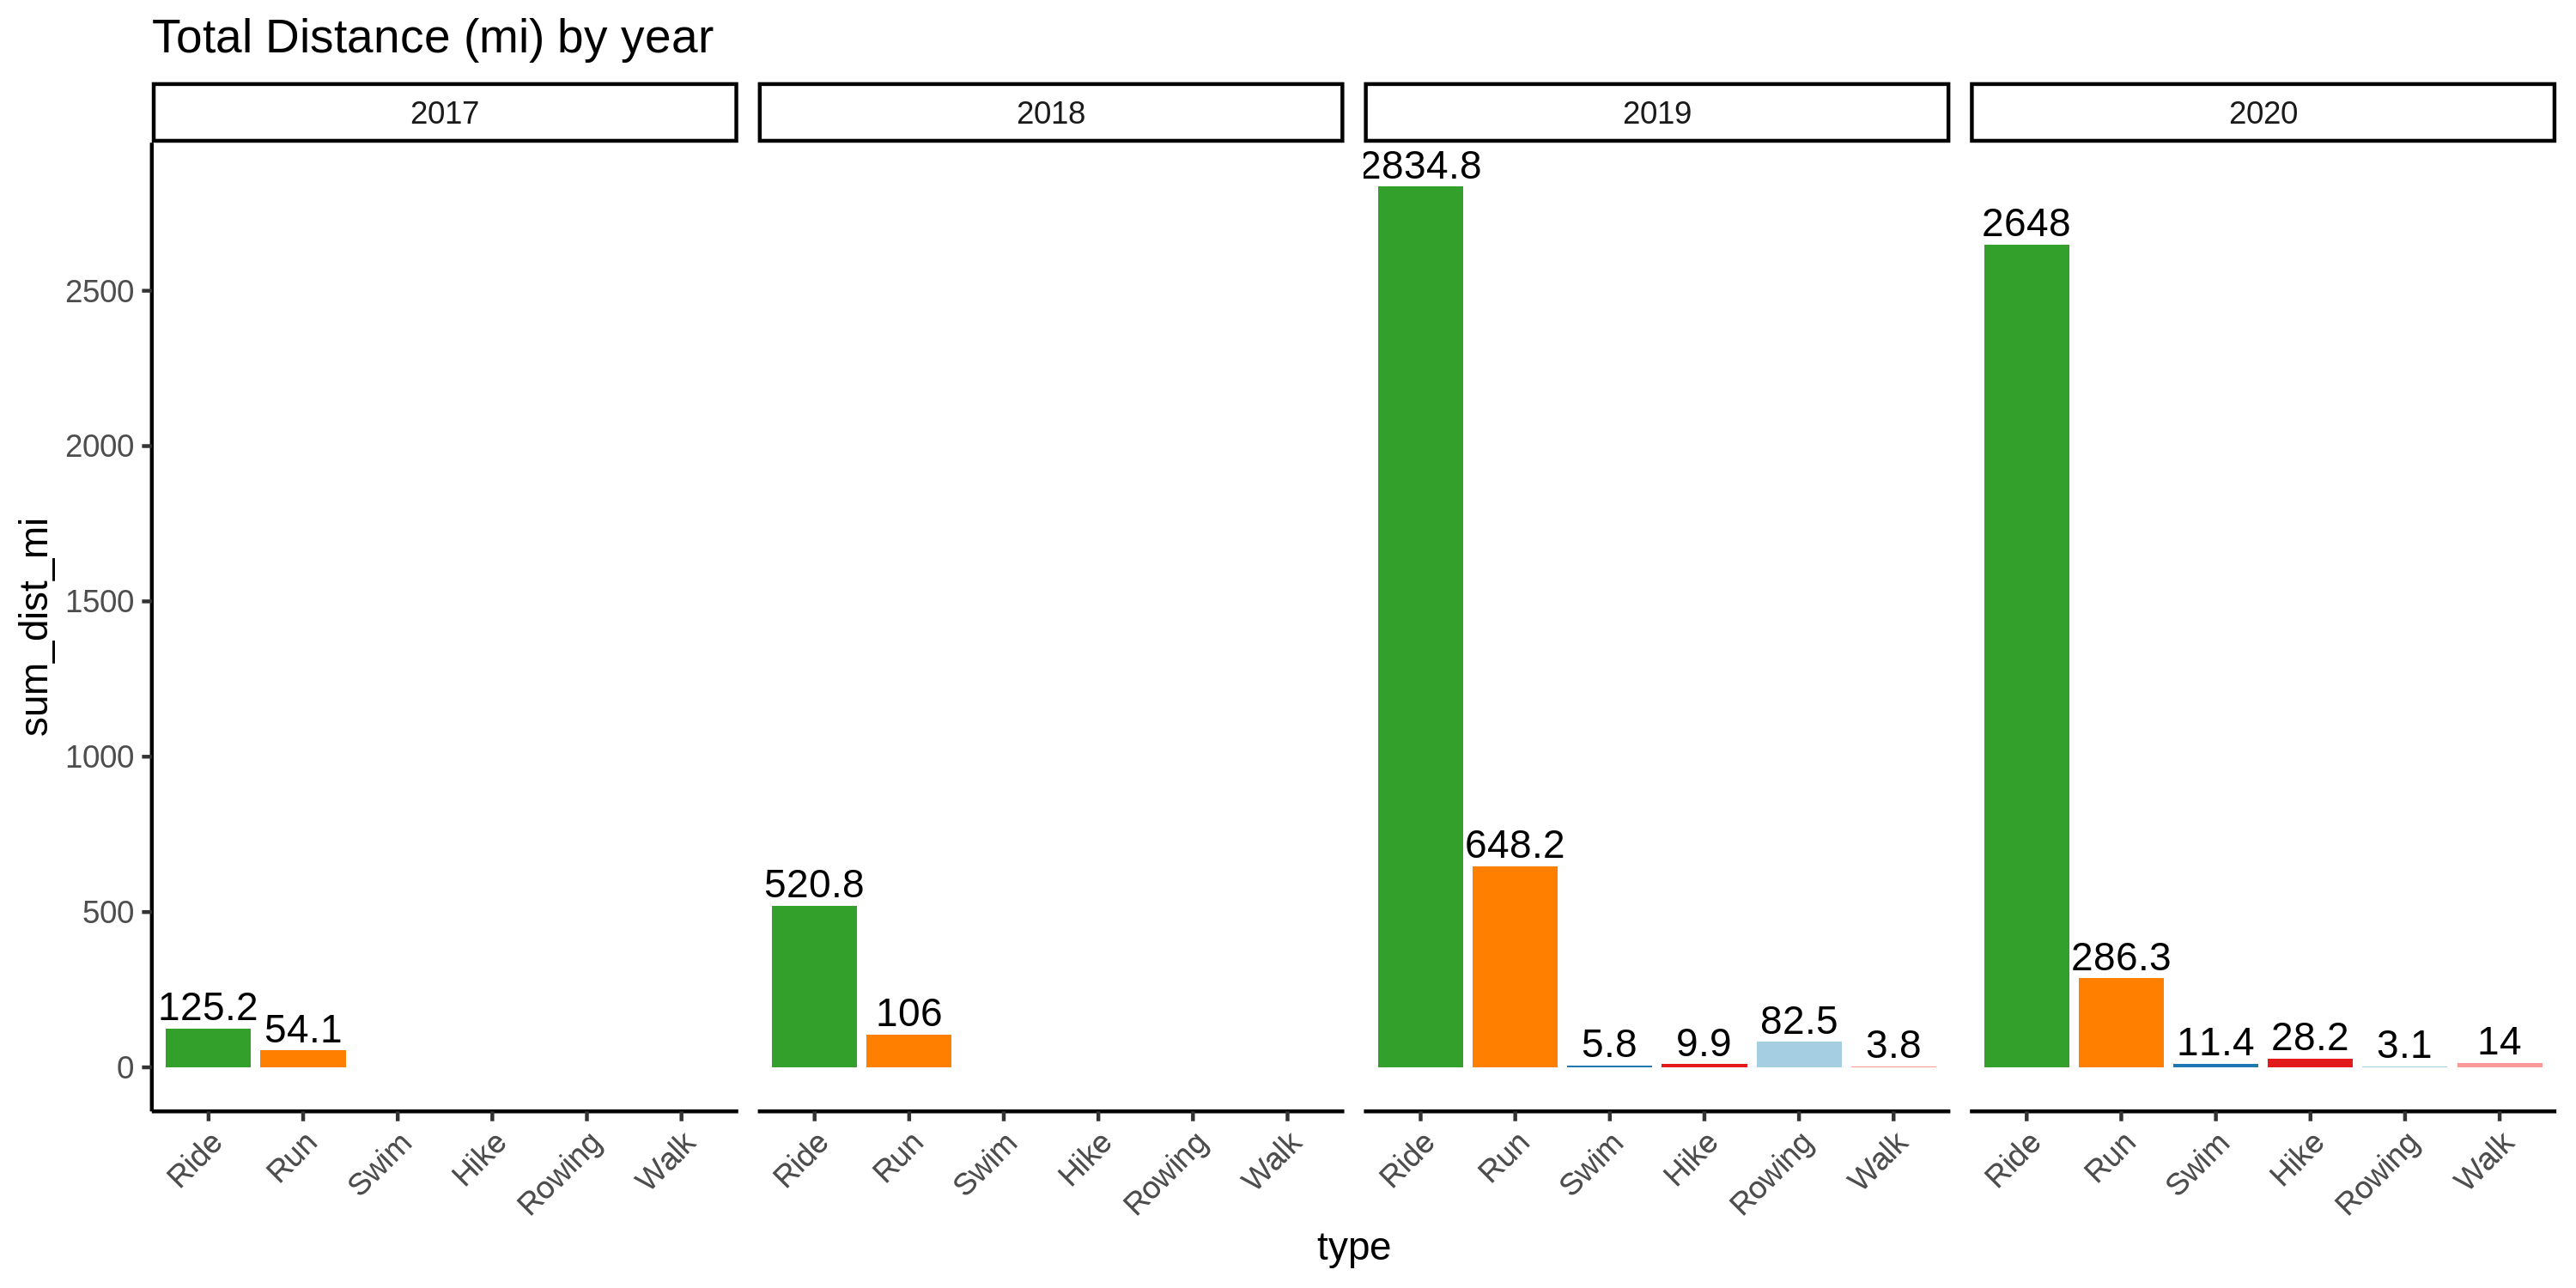 Total Distance (mi) by year
2017 2018 2019 2020
sum_dist_mi
2500
2000
1500
1000
500
0
125.2 54.1
520.8 106
2834.8 648.2 5.8 9.9 82.5 3.8
2648 286.3 11.4 28.2 3.1 14
Ride Run Swim Hike Rowing Walk
Ride Run Swim Hike Rowing Walk
Ride Run Swim Hike Rowing Walk
Ride Run Swim Hike Rowing Walk
type